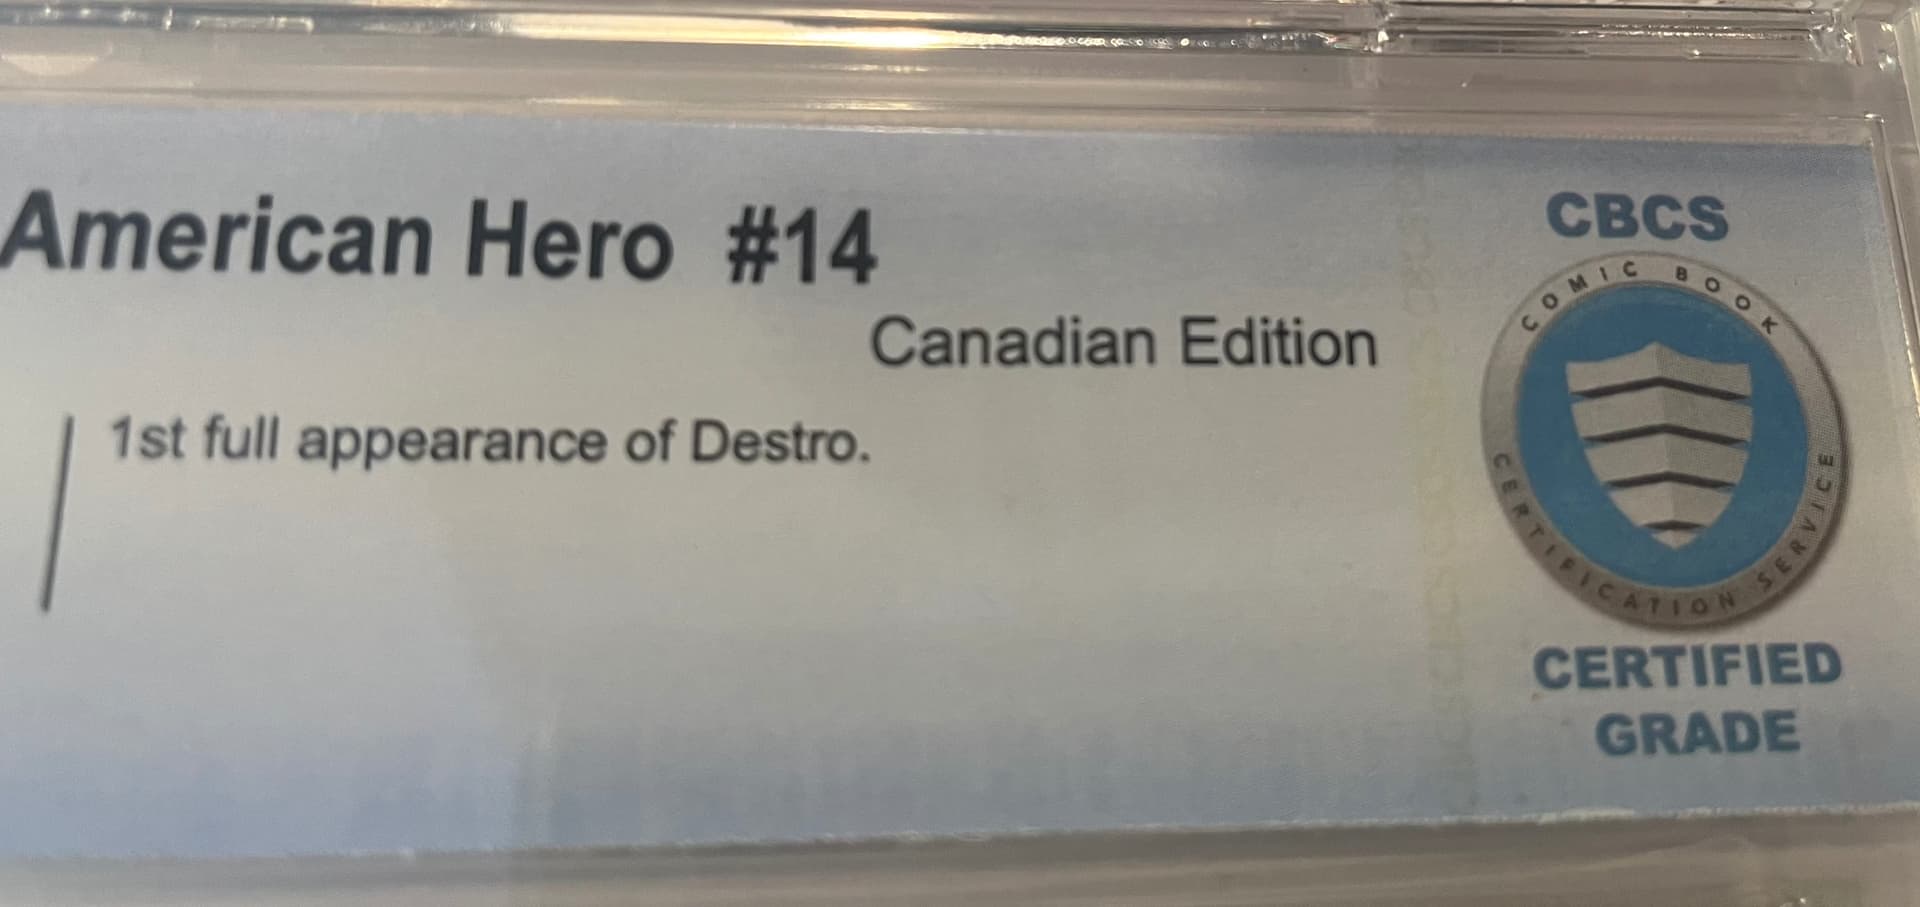 American Hero #14
Canadian Edition
1st full appearance of Destro.
CBCS
COMIC BOOK
CERTIFICATION SERVICE
CERTIFIED
GRADE